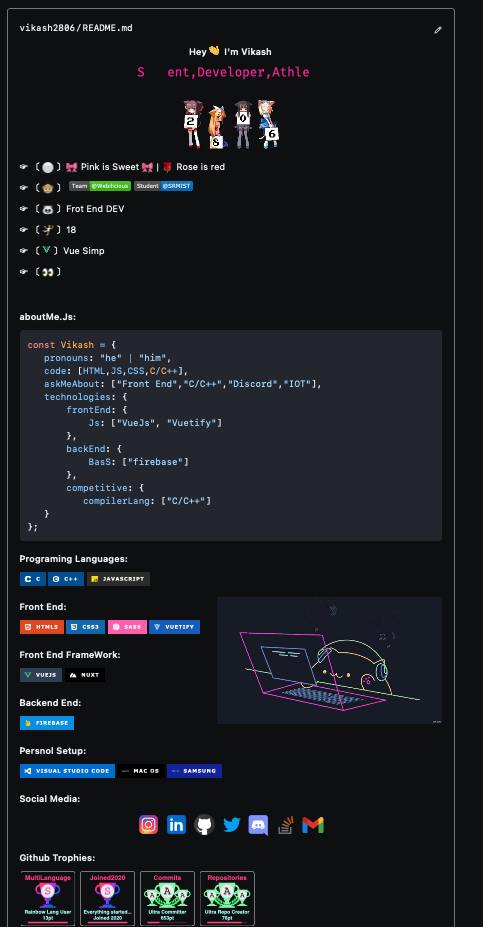 vikash2806/README.md
Hey I'm Vikash
S ent,Developer,Athle
2 8 0 6
Pink is Sweet | Rose is red
Team @Weblicious Student @SRMIST
Frot End DEV
18
Vue Simp
aboutMe.Js:
const Vikash = {
pronouns: "he" | "him",
code: [HTML,JS,CSS,C/C++],
askMeAbout: ["Front End","C/C++","Discord","IOT"],
technologies: {
frontEnd: {
Js: ["VueJs", "Vuetify"]
},
backEnd: {
BasS: ["firebase"]
},
competitive: {
compilerLang: ["C/C++"]
}
};
Programing Languages:
C C++ JAVASCRIPT
Front End:
HTML5 CSS3 SASS VUETIFY
Front End FrameWork:
VUEJS NUXT
Backend End:
FIREBASE
Persnol Setup:
VISUAL STUDIO CODE MAC OS SAMSUNG
Social Media:
Github Trophies:
MultiLanguage Joined2020 Commits Repositories
S S A A A A A A
Rainbow Lang User Everything started... Ultra Committer Ultra Repo Creator
13pt Joined 2020 653pt 76pt